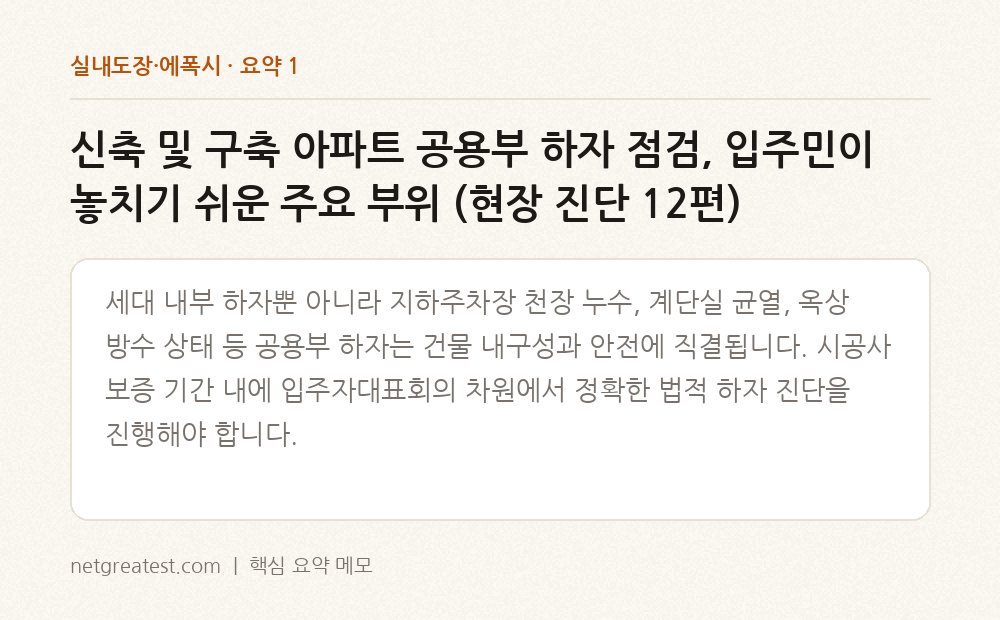 실내도장·에폭시 · 요약 1
신축 및 구축 아파트 공용부 하자 점검, 입주민이
놓치기 쉬운 주요 부위 (현장 진단 12편)
세대 내부 하자뿐 아니라 지하주차장 천장 누수, 계단실 균열, 옥상
방수 상태 등 공용부 하자는 건물 내구성과 안전에 직결됩니다. 시공사
보증 기간 내에 입주자대표회의 차원에서 정확한 법적 하자 진단을
진행해야 합니다.
netgreatest.com | 핵심 요약 메모